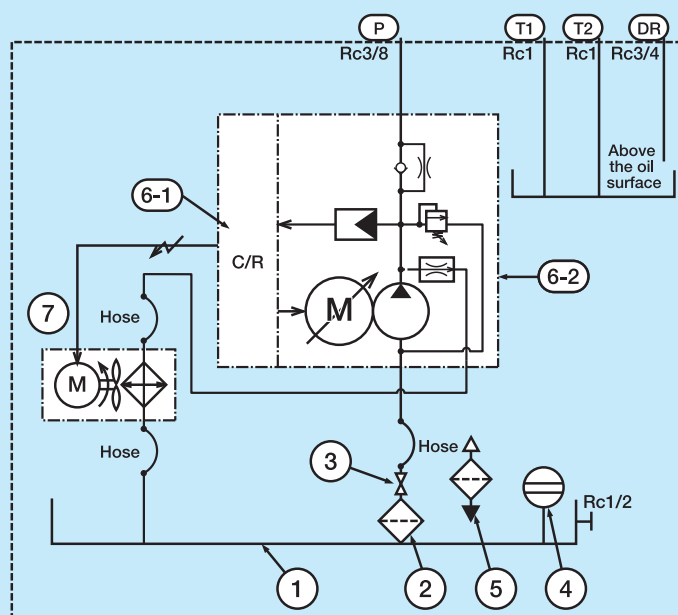 P
T1
T2
DR
Rc3/8
Rc1
Rc1
Rc3/4
Above
the oil
surface
6-1
C/R
6-2
7
Hose
M
M
Hose
Hose
3
Rc1/2
1
2
5
4